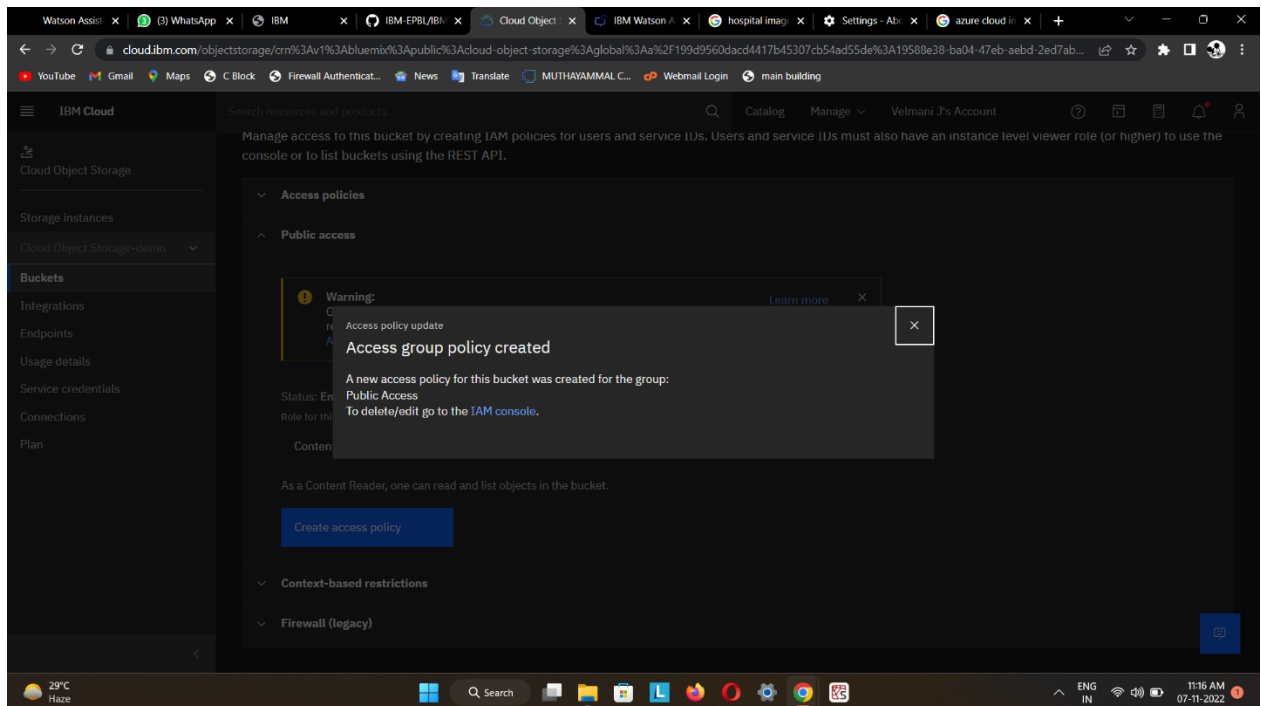 Watson Assist
(3) WhatsApp
IBM
IBM-EPBL/IBM
Cloud Object
IBM Watson A
hospital imag
Settings - Abo
azure cloud in
cloud.ibm.com/objectstorage/crn%3Av1%3Abluemix%3Apublic%3Acloud-object-storage%3Aglobal%3Aa%2F199d9560dacd4417b45307cb54ad55de%3A19588e38-ba04-47eb-aebd-2ed7ab...
YouTube
Gmail
Maps
C Block
Firewall Authenticat...
News
Translate
MUTHAYAMMAL C...
Webmail Login
main building
IBM Cloud
Search resources and products...
Catalog
Manage
Velmani J's Account
Manage access to this bucket by creating IAM policies for users and service IDs. Users and service IDs must also have an instance level viewer role (or higher) to use the
console or to list buckets using the REST API.
Cloud Object Storage
Storage instances
Cloud Object Storage-demo
Buckets
Integrations
Endpoints
Usage details
Service credentials
Connections
Plan
Access policies
Public access
Warning:
Learn more
Access policy update
Access group policy created
A new access policy for this bucket was created for the group:
Public Access
To delete/edit go to the IAM console.
Status: En
Role for thi
Conten
As a Content Reader, one can read and list objects in the bucket.
Create access policy
Context-based restrictions
Firewall (legacy)
29°C
Haze
Search
ENG
IN
11:16 AM
07-11-2022
1